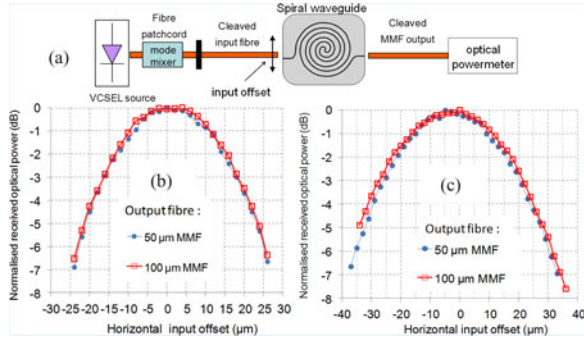 (a)
Fibre patchcord
mode mixer
VCSEL source
Cleaved input fibre
input offset
Spiral waveguide
Cleaved MMF output
optical powermeter
(b)
Normalised received optical power (dB)
0
-1
-2
-3
-4
-5
-6
-7
-8
Output fibre :
50 µm MMF
100 µm MMF
-30 -25 -20 -15 -10 -5 0 5 10 15 20 25 30
Horizontal input offset (µm)
(c)
Normalised received optical power (dB)
0
-1
-2
-3
-4
-5
-6
-7
-8
Output fibre :
50 µm MMF
100 µm MMF
-40 -30 -20 -10 0 10 20 30 40
Horizontal input offset (µm)